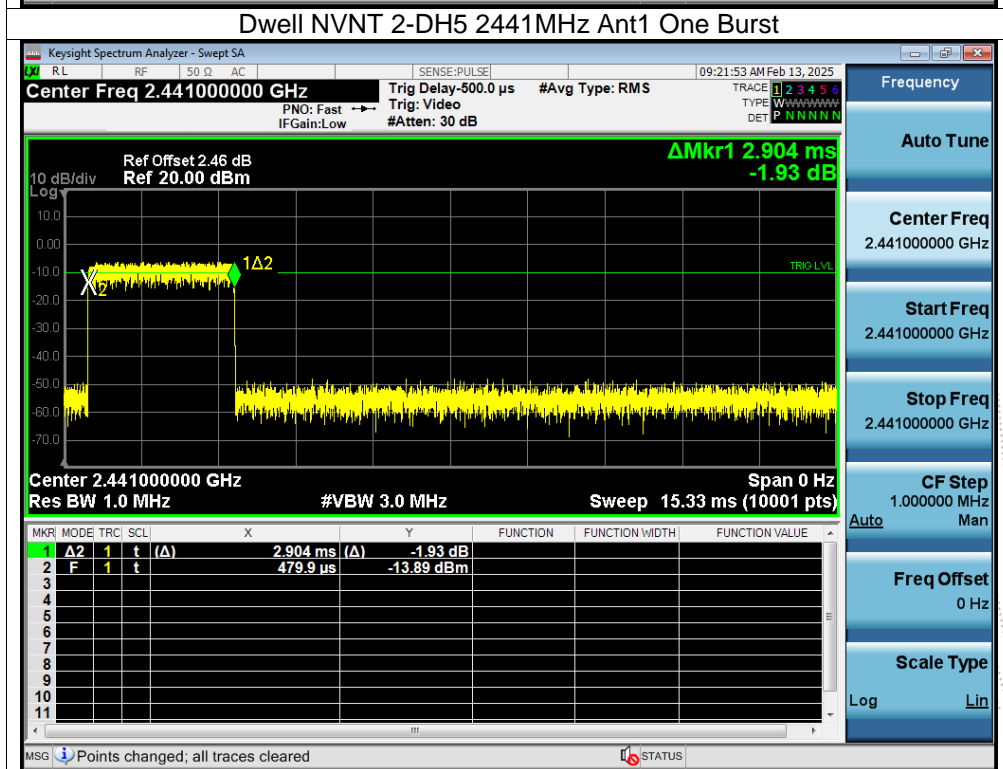 Dwell NVNT 2-DH5 2441MHz Ant1 One Burst
Keysight Spectrum Analyzer - Swept SA
LXI RL RF 50 Ω AC SENSE:PULSE 09:21:53 AM Feb 13, 2025
Center Freq 2.441000000 GHz Trig Delay-500.0 µs #Avg Type: RMS TRACE 1 2 3 4 5 6
PNO: Fast Trig: Video TYPE WWWWWW
IFGain:Low #Atten: 30 dB DET P N N N N N
Ref Offset 2.46 dB ΔMkr1 2.904 ms
10 dB/div Ref 20.00 dBm -1.93 dB
Log
10.0
0.00
-10.0
-20.0
-30.0
-40.0
-50.0
-60.0
-70.0
1Δ2
2
TRIG LVL
Center 2.441000000 GHz Span 0 Hz
Res BW 1.0 MHz #VBW 3.0 MHz Sweep 15.33 ms (10001 pts)
MKR MODE TRC SCL X Y FUNCTION FUNCTION WIDTH FUNCTION VALUE
1 Δ2 1 t (Δ) 2.904 ms (Δ) -1.93 dB
2 F 1 t 479.9 µs -13.89 dBm
3
4
5
6
7
8
9
10
11
MSG Points changed; all traces cleared STATUS
Frequency
Auto Tune
Center Freq
2.441000000 GHz
Start Freq
2.441000000 GHz
Stop Freq
2.441000000 GHz
CF Step
1.000000 MHz
Auto Man
Freq Offset
0 Hz
Scale Type
Log Lin